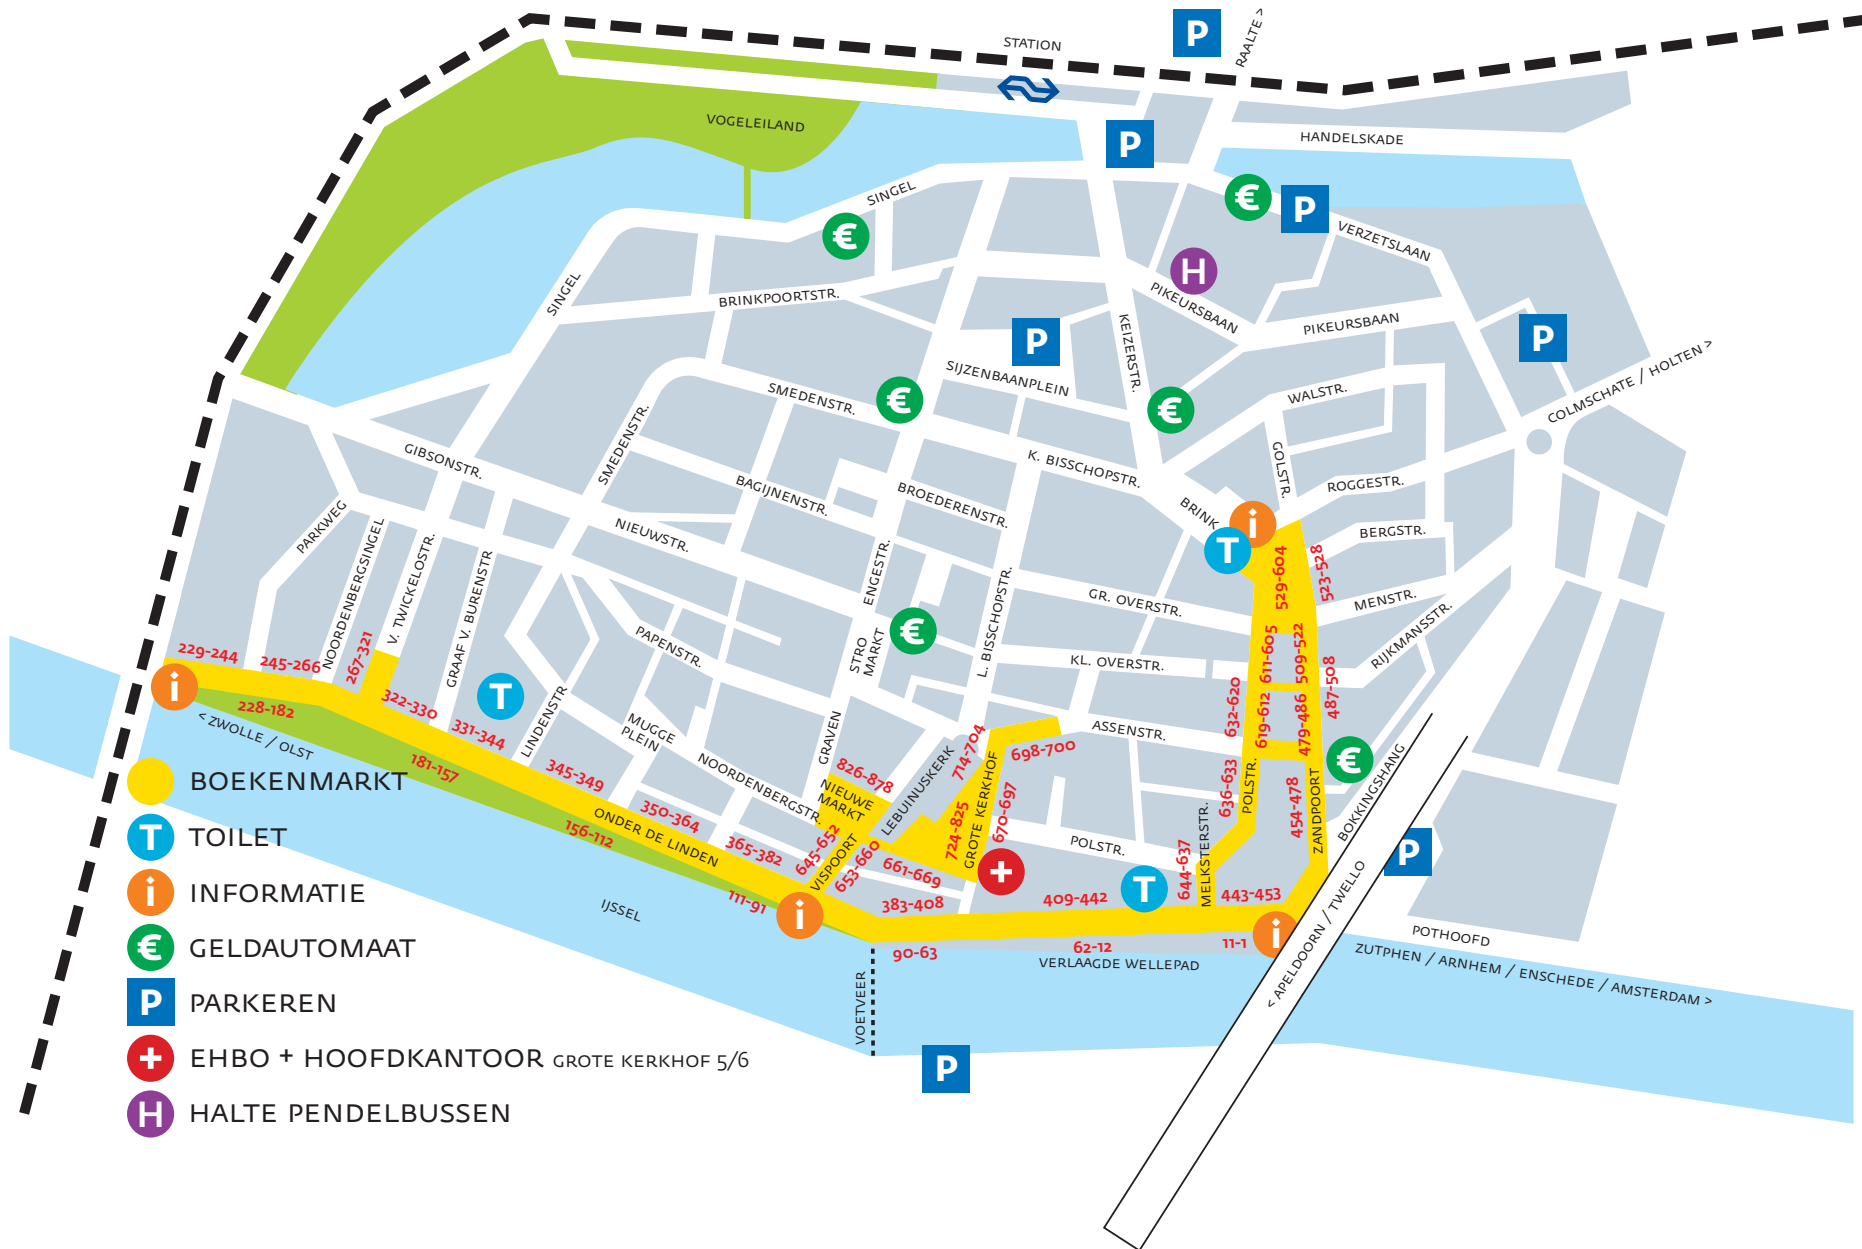 STATION
P
RAALTE >
VOGELEILAND
P
HANDELSKADE
SINGEL
€
€
P
VERZETSLAAN
H
SINGEL
BRINKPOORTSTR.
PIKEURSBAAN
PIKEURSBAAN
KEIZERSTR.
P
P
SIJZENBAANPLEIN
COLMSCHATE / HOLTEN >
SMEDENSTR.
€
€
WALSTR.
SMEDENSTR.
GIBSONSTR.
K. BISSCHOPSTR.
GOLSTR.
ROGGESTR.
BAGIJNENSTR.
BROEDERENSTR.
BRINK
i
T
BERGSTR.
PARKWEG
NOORDENBERGSINGEL
V. TWICKELOSTR.
GRAAF V. BURENSTR
NIEUWSTR.
ENGESTR.
L. BISSCHOPSTR.
GR. OVERSTR.
529-604
523-528
MENSTR.
RIJKMANSSTR.
PAPENSTR.
STRO
MARKT
€
KL. OVERSTR.
611-605
509-522
487-508
229-244
245-266
267-321
i
228-182
< ZWOLLE / OLST
322-330
331-344
T
LINDENSTR
MUGGE
PLEIN
GRAVEN
NOORDENBERGSTR.
ASSENSTR.
632-620
619-612
479-486
181-157
345-349
350-364
365-382
ONDER DE LINDEN
156-112
111-91
826-878
NIEUWE
MARKT
LEBUINUSKERK
714-704
698-700
GROTE KERKHOF
724-825
670-697
645-652
VISPOORT
653-660
661-669
383-408
i
+
POLSTR.
T
409-442
644-637
MELKSTERSTR.
636-633
POLSTR.
454-478
ZANDPOORT
€
BOKKINGSHANG
P
443-453
i
90-63
62-12
11-1
VERLAAGDE WELLEPAD
< APELDOORN / TWELLO
POTHOOFD
ZUTPHEN / ARNHEM / ENSCHEDE / AMSTERDAM >
IJSSEL
VOETVEER
P
BOEKENMARKT
T TOILET
i INFORMATIE
€ GELDAUTOMAAT
P PARKEREN
+ EHBO + HOOFDKANTOOR GROTE KERKHOF 5/6
H HALTE PENDELBUSSEN